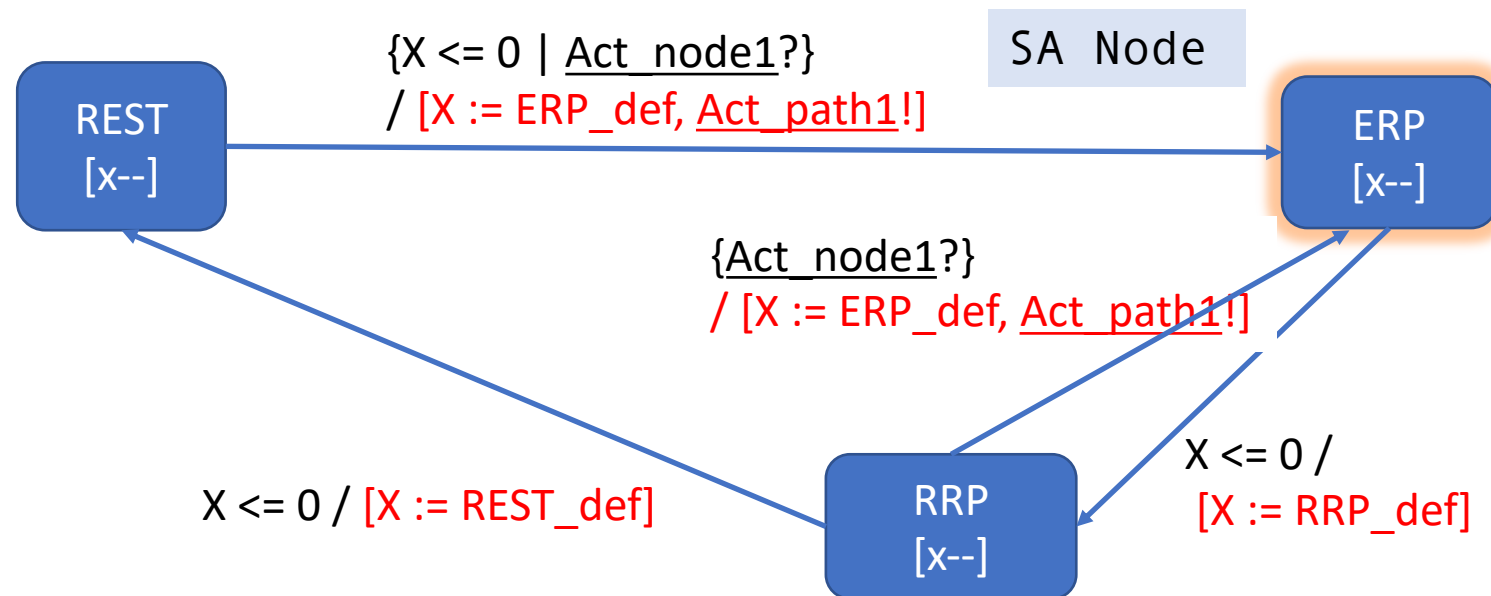 {X <= 0 | Act_node1?}
/ [X := ERP_def, Act_path1!]
SA Node
REST
[x--]
ERP
[x--]
{Act_node1?}
/ [X := ERP_def, Act_path1!]
X <= 0 /
[X := RRP_def]
X <= 0 / [X := REST_def]
RRP
[x--]